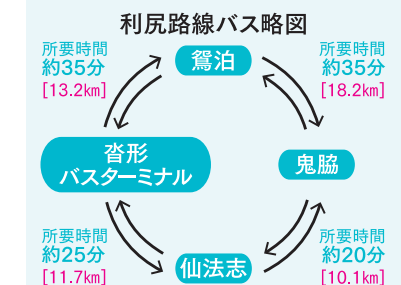 利尻路線バス略図
所要時間
約35分
[13.2km]
鴛泊
所要時間
約35分
[18.2km]
沓形
バスターミナル
鬼脇
所要時間
約25分
[11.7km]
仙法志
所要時間
約20分
[10.1km]